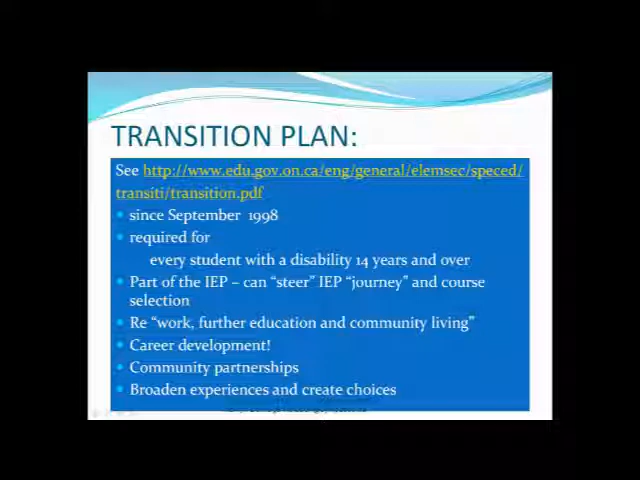 TRANSITION PLAN:
See http://www.edu.gov.on.ca/eng/general/elemsec/speced/
transiti/transition.pdf
• since September 1998
• required for
every student with a disability 14 years and over
• Part of the IEP – can “steer” IEP “journey” and course
selection
• Re “work, further education and community living”
• Career development!
• Community partnerships
• Broaden experiences and create choices